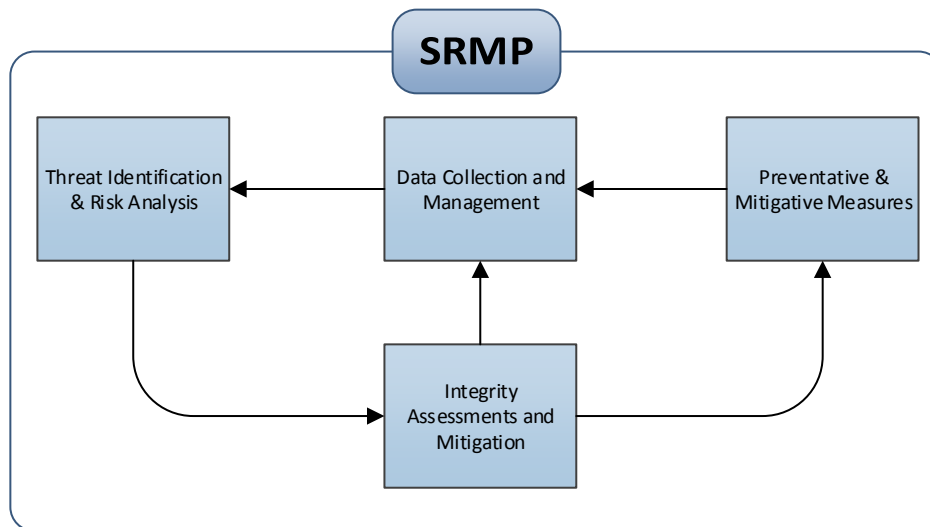 SRMP
Threat Identification
& Risk Analysis
Data Collection and
Management
Preventative &
Mitigative Measures
Integrity
Assessments and
Mitigation